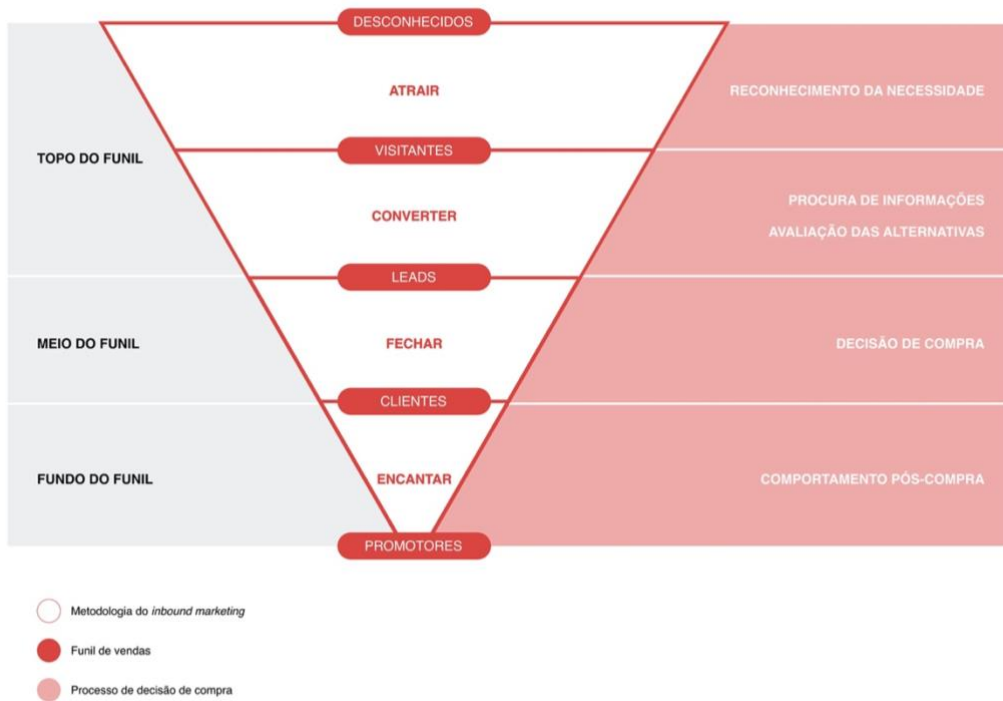 DESCONHECIDOS
ATRAIR
RECONHECIMENTO DA NECESSIDADE
VISITANTES
TOPO DO FUNIL
CONVERTER
PROCURA DE INFORMAÇÕES
AVALIAÇÃO DAS ALTERNATIVAS
LEADS
MEIO DO FUNIL
FECHAR
DECISÃO DE COMPRA
CLIENTES
FUNDO DO FUNIL
ENCANTAR
COMPORTAMENTO PÓS-COMPRA
PROMOTORES
Metodologia do inbound marketing
Funil de vendas
Processo de decisão de compra